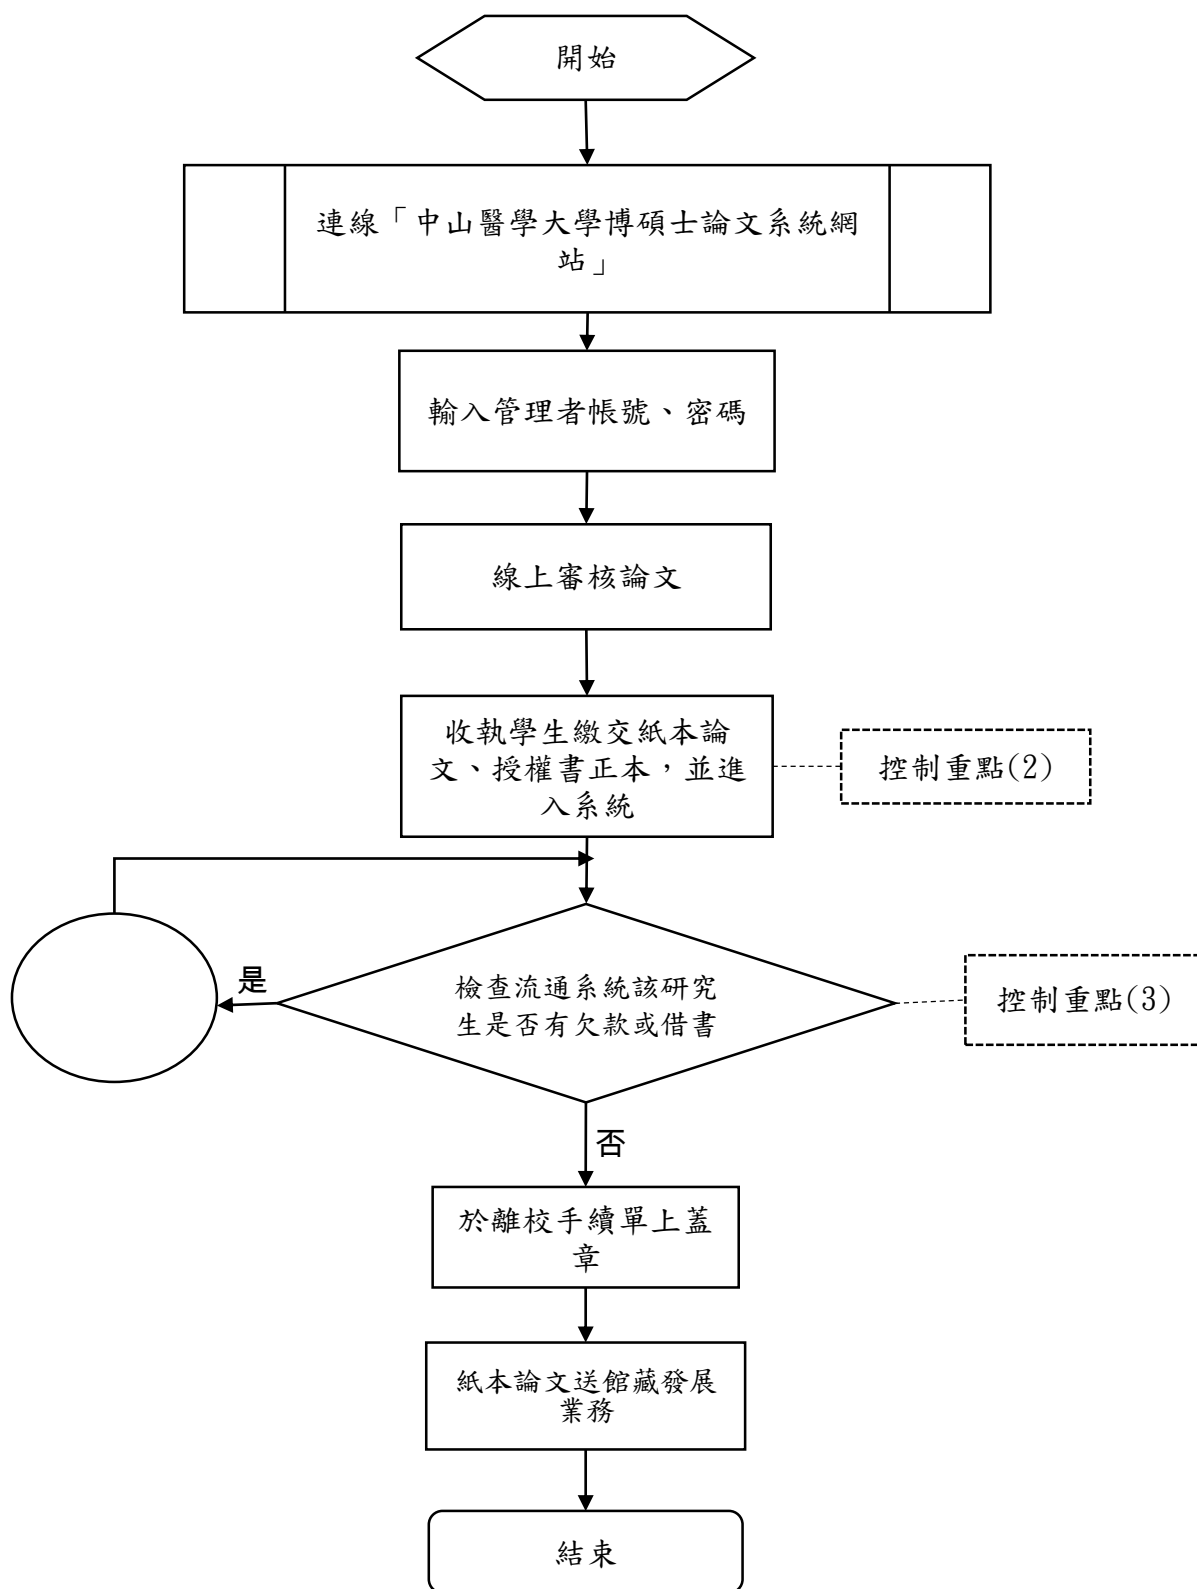 開始
連線「中山醫學大學博碩士論文系統網
站」
輸入管理者帳號、密碼
線上審核論文
收執學生繳交紙本論
文、授權書正本，並進
入系統
控制重點(2)
是
檢查流通系統該研究
生是否有欠款或借書
控制重點(3)
否
於離校手續單上蓋
章
紙本論文送館藏發展
業務
結束